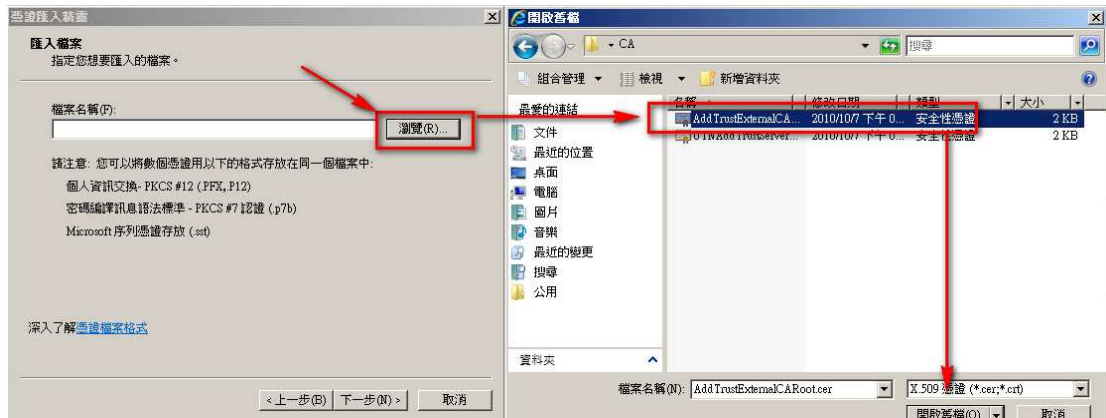 憑證匯入精靈
匯入檔案
指定您想要匯入的檔案。
檔案名稱(F):
瀏覽(R)...
請注意: 您可以將數個憑證用以下的格式存放在同一個檔案中:
個人資訊交換- PKCS #12 (.PFX,.P12)
密碼編譯訊息語法標準 - PKCS #7 認證 (.p7b)
Microsoft 序列憑證存放 (.sst)
深入了解憑證檔案格式
<上一步(B)
下一步(N) >
取消
開啟舊檔
CA
搜尋
組合管理
檢視
新增資料夾
最愛的連結
文件
最近的位置
桌面
電腦
圖片
音樂
最近的變更
搜尋
公用
資料夾
名稱 修改日期 類型 大小
AddTrustExternalCA... 2010/10/7 下午 0... 安全性憑證 2 KB
UTNAddTrustServer... 2010/10/7 下午 0... 安全性憑證 2 KB
檔案名稱(N): AddTrustExternalCARoot.cer
X.509 憑證 (*.cer;*.crt)
開啟舊檔(O)
取消